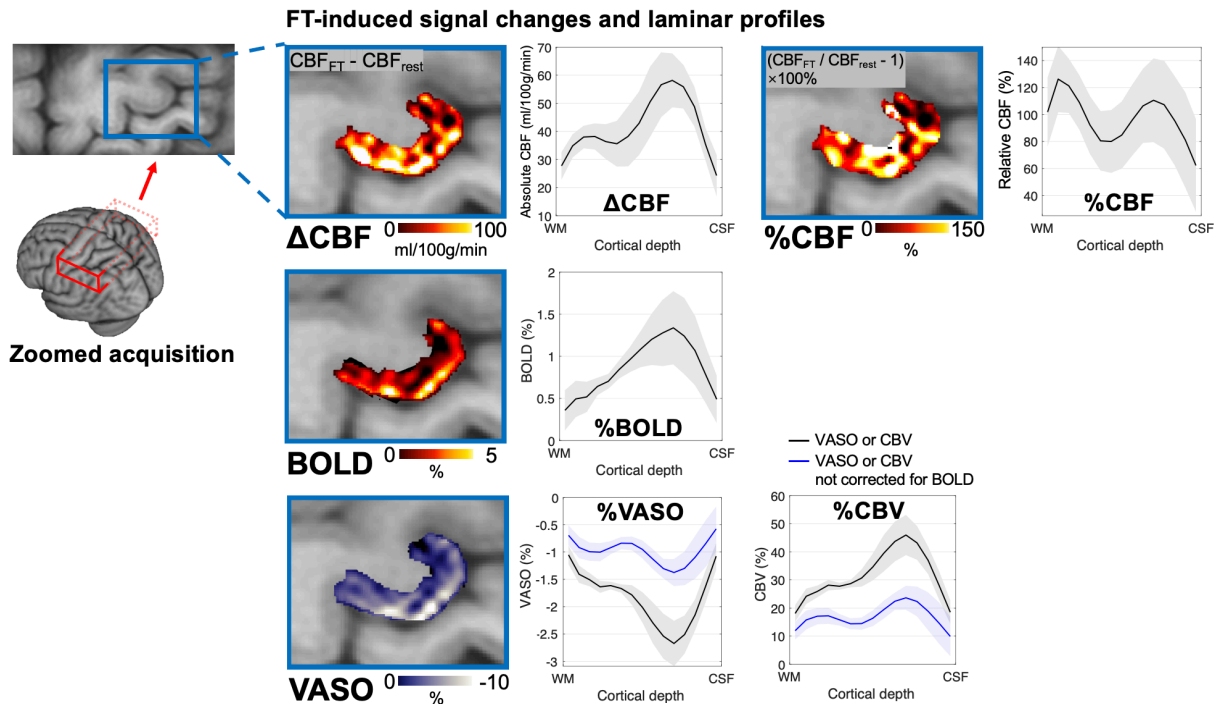 FT-induced signal changes and laminar profiles
Zoomed acquisition
CBF_FT - CBF_rest
ΔCBF
0
100
ml/100g/min
Absolute CBF (ml/100g/min)
70
60
50
40
30
20
10
ΔCBF
WM
CSF
Cortical depth
(CBF_FT / CBF_rest - 1)
×100%
%CBF
0
150
%
Relative CBF (%)
140
120
100
80
60
40
%CBF
WM
CSF
Cortical depth
BOLD
0
5
%
BOLD (%)
2
1.5
1
0.5
0
%BOLD
WM
CSF
Cortical depth
VASO or CBV
VASO or CBV
not corrected for BOLD
VASO
0
-10
%
VASO (%)
0
-0.5
-1
-1.5
-2
-2.5
-3
%VASO
WM
CSF
Cortical depth
CBV (%)
60
50
40
30
20
10
0
%CBV
WM
CSF
Cortical depth